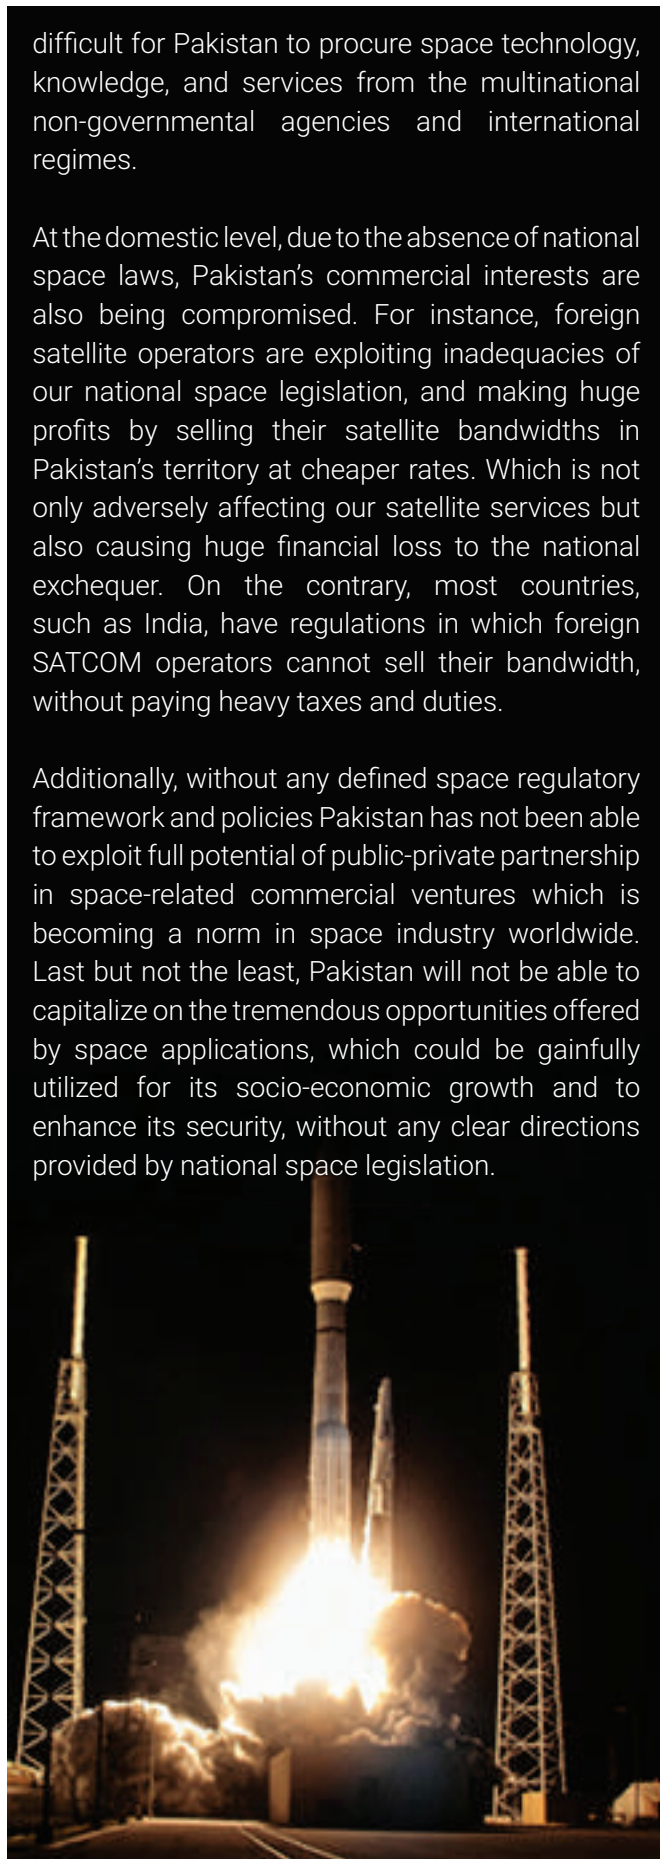 difficult for Pakistan to procure space technology,
knowledge, and services from the multinational
non-governmental agencies and international
regimes.
At the domestic level, due to the absence of national
space laws, Pakistan's commercial interests are
also being compromised. For instance, foreign
satellite operators are exploiting inadequacies of
our national space legislation, and making huge
profits by selling their satellite bandwidths in
Pakistan's territory at cheaper rates. Which is not
only adversely affecting our satellite services but
also causing huge financial loss to the national
exchequer. On the contrary, most countries,
such as India, have regulations in which foreign
SATCOM operators cannot sell their bandwidth,
without paying heavy taxes and duties.
Additionally, without any defined space regulatory
framework and policies Pakistan has not been able
to exploit full potential of public-private partnership
in space-related commercial ventures which is
becoming a norm in space industry worldwide.
Last but not the least, Pakistan will not be able to
capitalize on the tremendous opportunities offered
by space applications, which could be gainfully
utilized for its socio-economic growth and to
enhance its security, without any clear directions
provided by national space legislation.